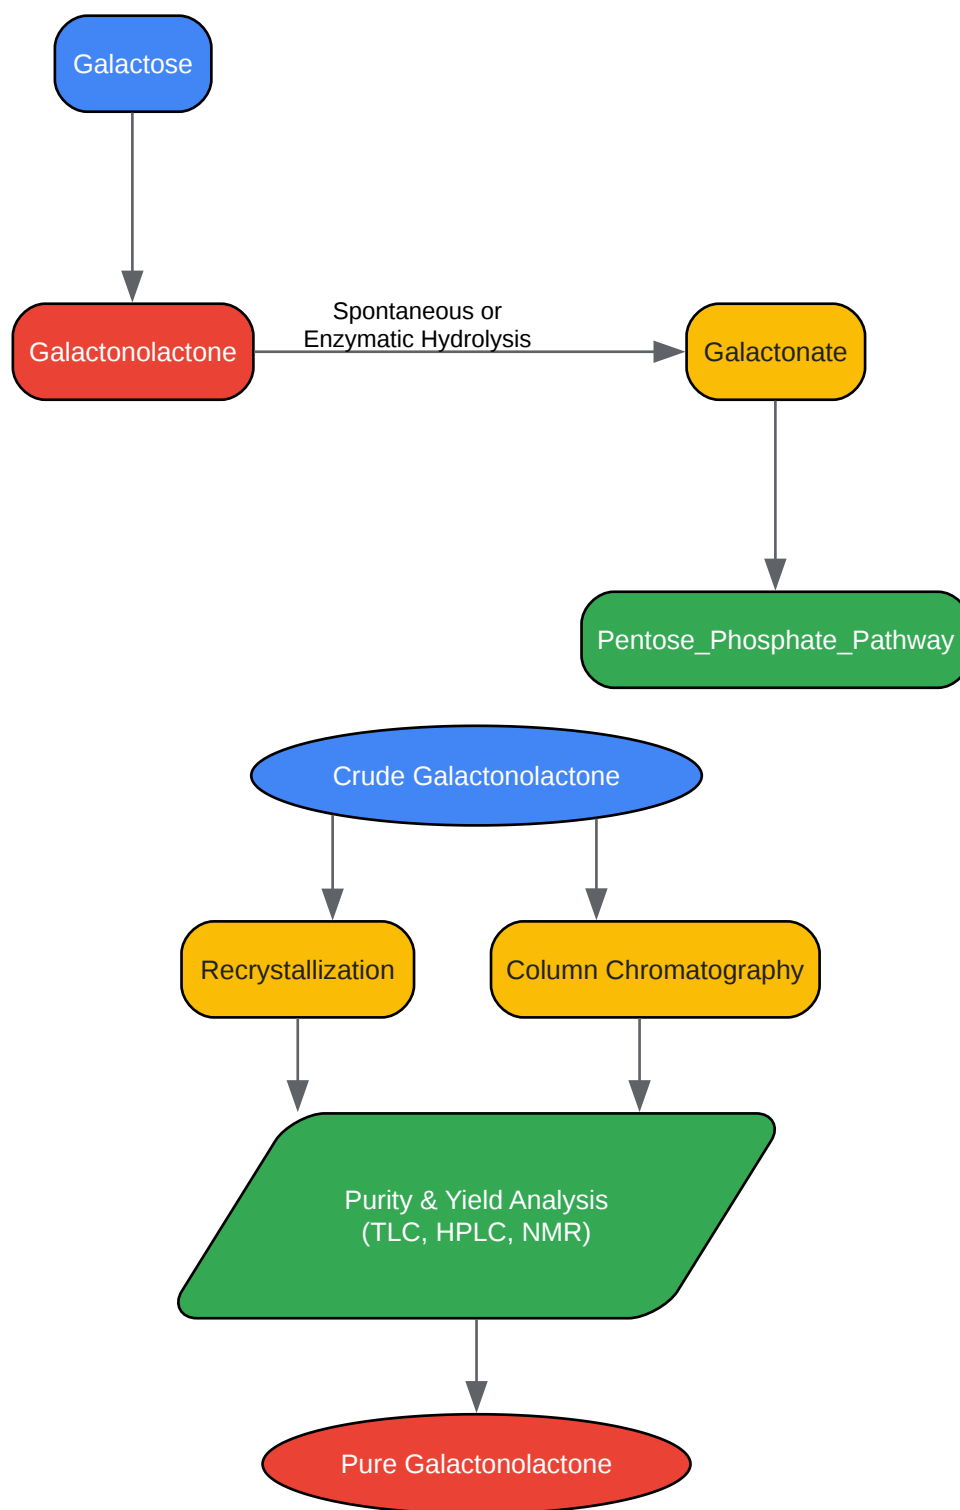 Galactose
Spontaneous or
Enzymatic Hydrolysis
Galactonolactone
Galactonate
Pentose_Phosphate_Pathway
Crude Galactonolactone
Recrystallization
Column Chromatography
Purity & Yield Analysis
(TLC, HPLC, NMR)
Pure Galactonolactone